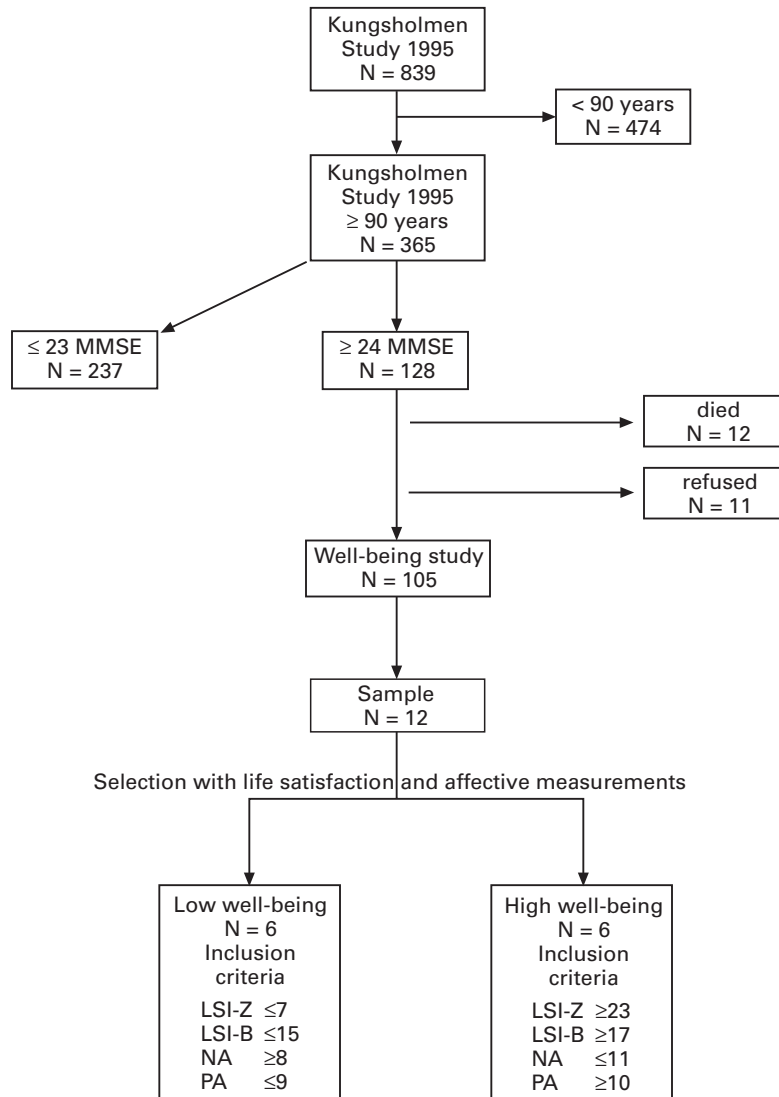 Kungsholmen
Study 1995
N = 839
< 90 years
N = 474
Kungsholmen
Study 1995
≥ 90 years
N = 365
≤ 23 MMSE
N = 237
≥ 24 MMSE
N = 128
died
N = 12
refused
N = 11
Well-being study
N = 105
Sample
N = 12
Selection with life satisfaction and affective measurements
Low well-being
N = 6
Inclusion
criteria
LSI-Z ≤7
LSI-B ≤15
NA ≥8
PA ≤9
High well-being
N = 6
Inclusion
criteria
LSI-Z ≥23
LSI-B ≥17
NA ≤11
PA ≥10